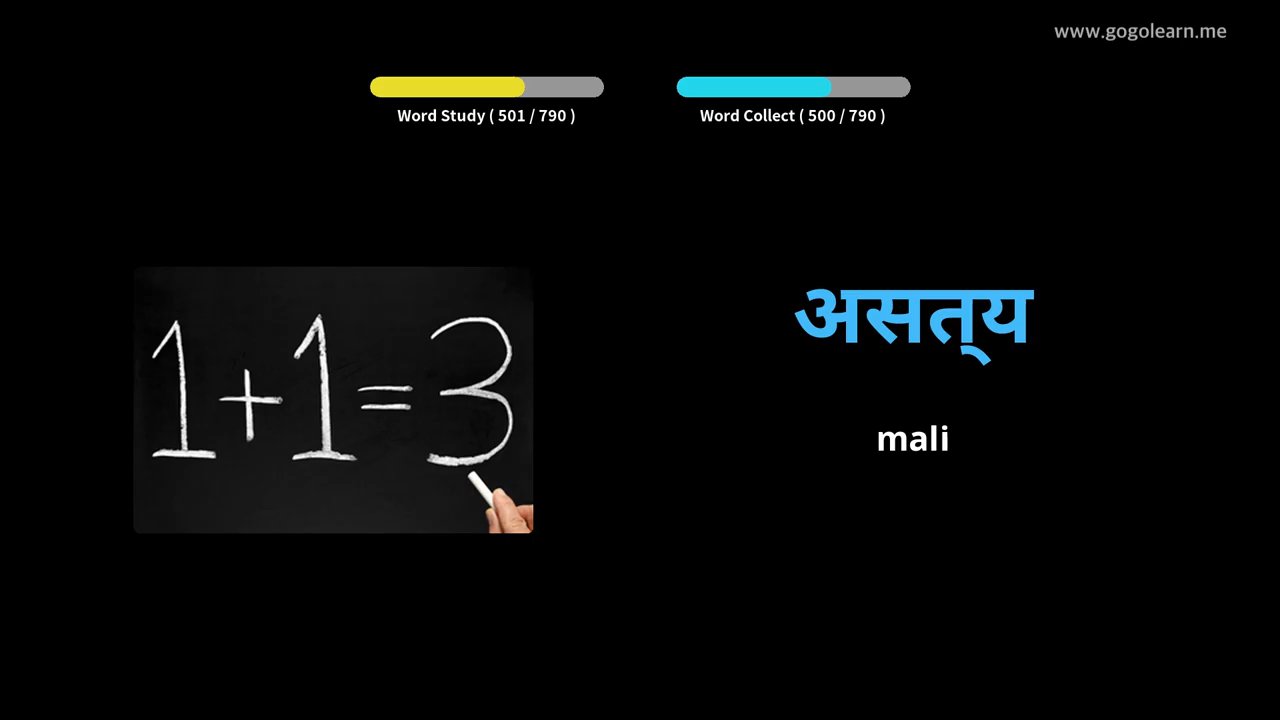 www.gogolearn.me
Word Study ( 501 / 790 )
Word Collect ( 500 / 790 )
1+1=3
असत्‌य
mali